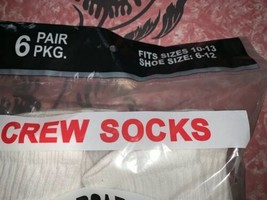 6 PAIR
PKG.
FITS SIZES 10-13
SHOE SIZE: 6-12
CREW SOCKS